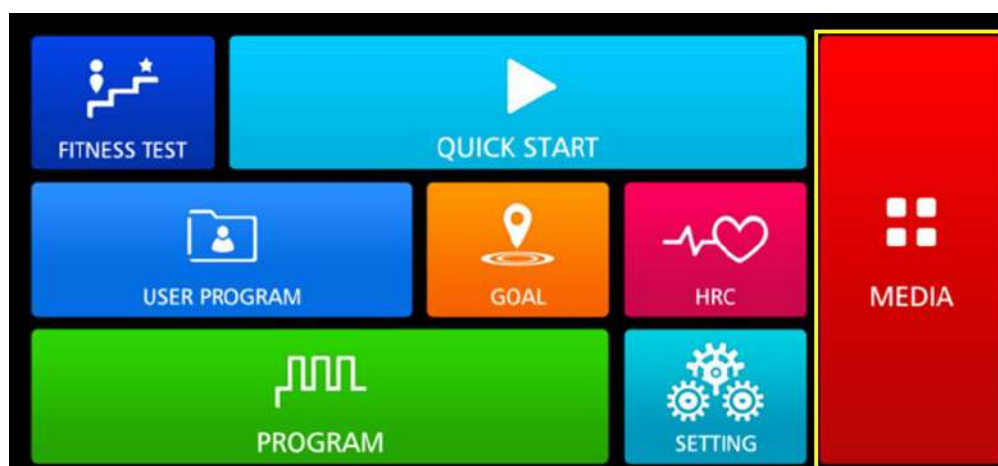 FITNESS TEST
QUICK START
USER PROGRAM
GOAL
HRC
MEDIA
PROGRAM
SETTING